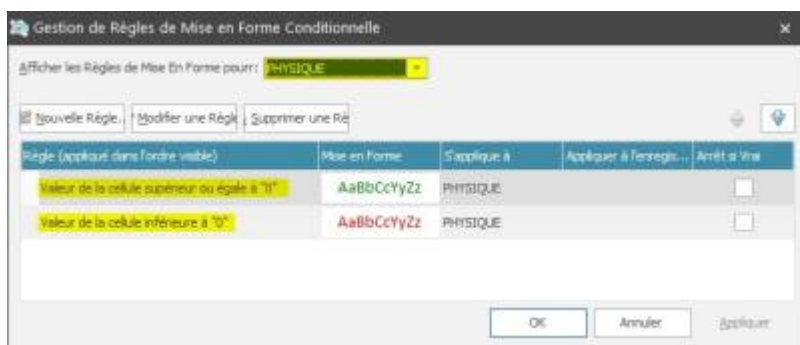 Gestion de Règles de Mise en Forme Conditionnelle
Afficher les Règles de Mise En Forme pour: PHYSIQUE
Nouvelle Règle... Modifier une Règle Supprimer une Rè
Règle (appliqué dans l'ordre visible) Mise en Forme S'applique à Appliquer à l'enregis... Arrêt si Vrai
Valeur de la cellule supérieur ou égale à "0" AaBbCcYyZz PHYSIQUE
Valeur de la cellule inférieure à "0" AaBbCcYyZz PHYSIQUE
OK Annuler Appliquer